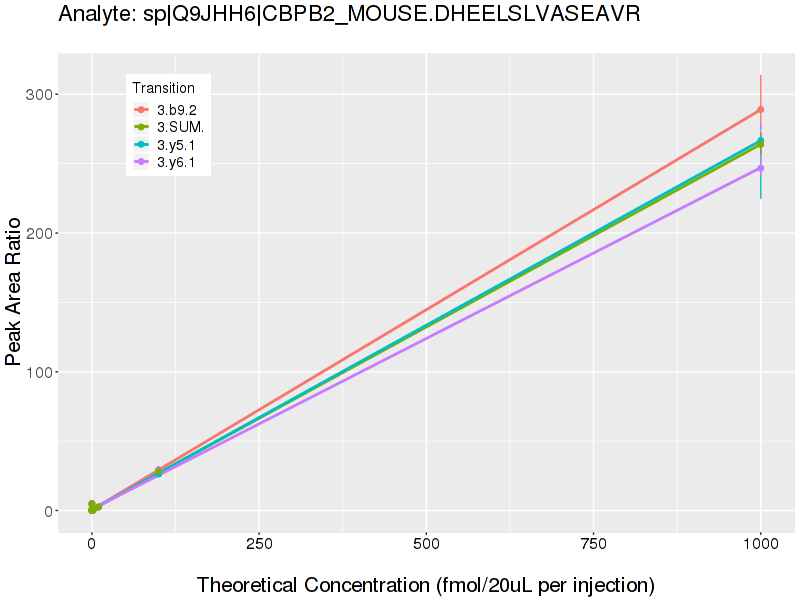 Analyte: sp|Q9JHH6|CBPB2_MOUSE.DHEELSLVASEAVR
Transition
3.b9.2
3.SUM.
3.y5.1
3.y6.1
300
200
100
0
Peak Area Ratio
0 250 500 750 1000
Theoretical Concentration (fmol/20uL per injection)